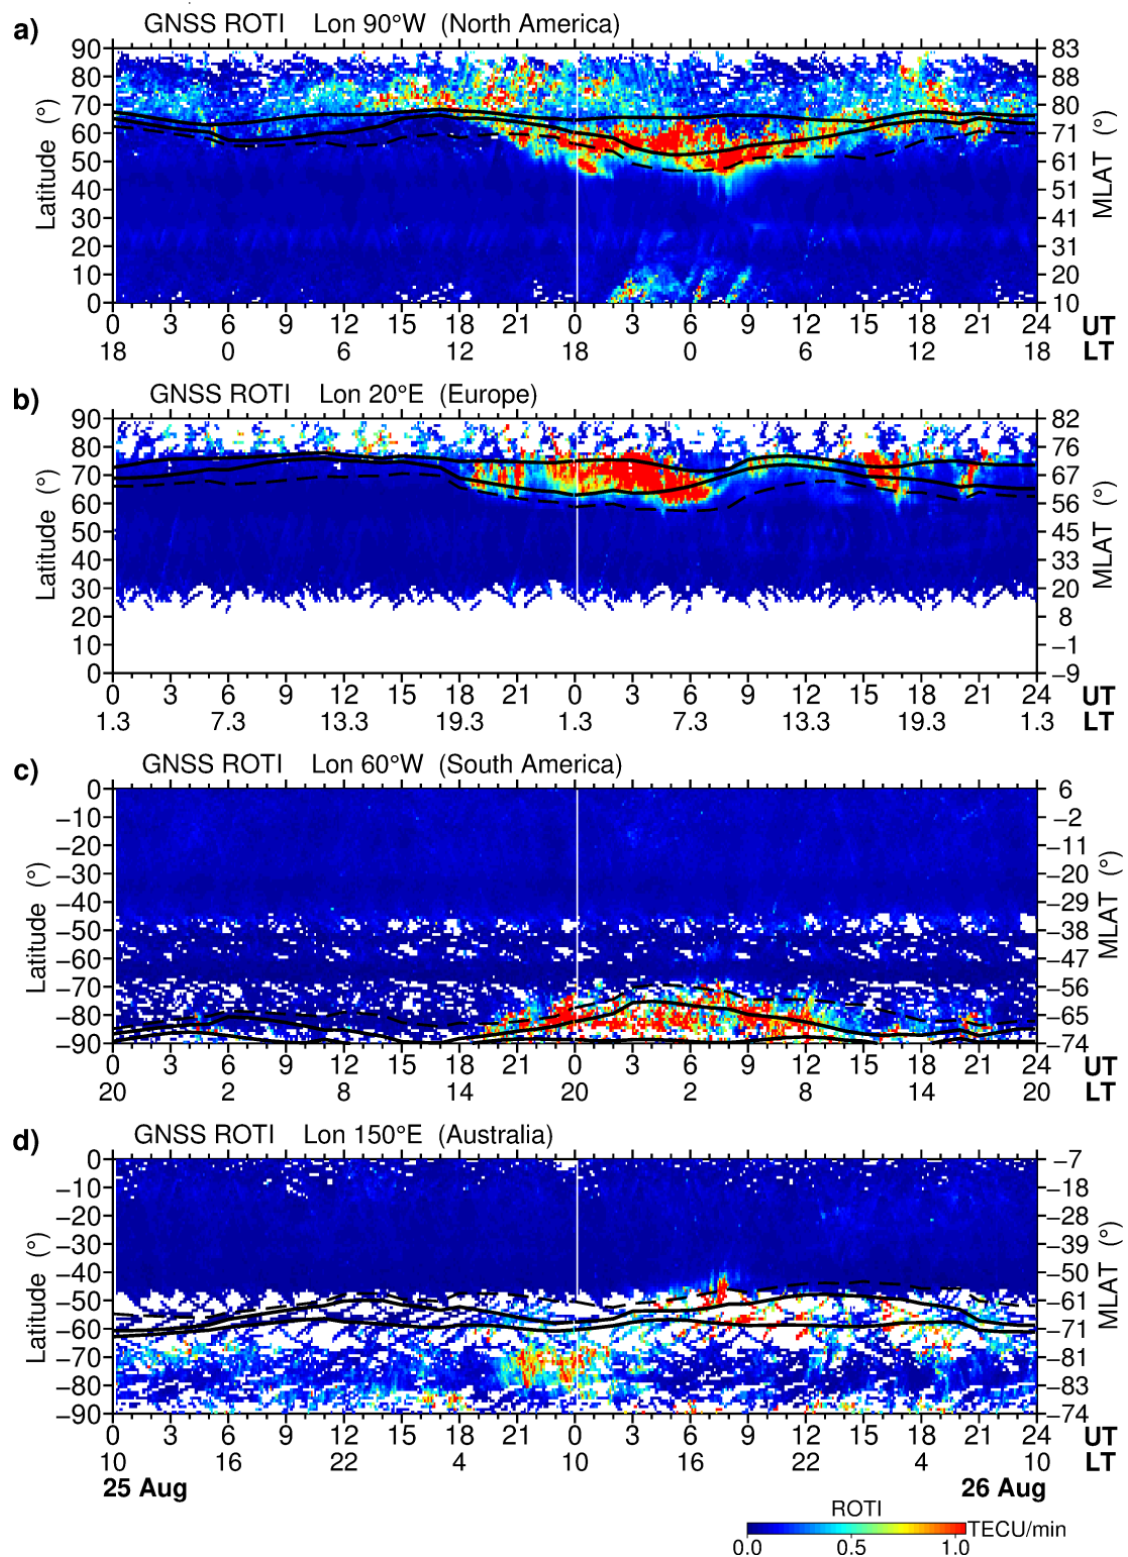 a) GNSS ROTI Lon 90°W (North America)
90 83
80 88
70 80
60 71
50 61
40 51
30 41
20 31
10 20
0 10
Latitude (°)
MLAT (°)
0 3 6 9 12 15 18 21 0 3 6 9 12 15 18 21 24 UT
18 0 6 12 18 0 6 12 18 LT
b) GNSS ROTI Lon 20°E (Europe)
90 82
80 76
70 67
60 56
50 45
40 33
30 20
20 8
10 −1
0 −9
Latitude (°)
MLAT (°)
0 3 6 9 12 15 18 21 0 3 6 9 12 15 18 21 24 UT
1.3 7.3 13.3 19.3 1.3 7.3 13.3 19.3 1.3 LT
c) GNSS ROTI Lon 60°W (South America)
0 6
−10 −2
−20 −11
−30 −20
−40 −29
−50 −38
−60 −47
−70 −56
−80 −65
−90 −74
Latitude (°)
MLAT (°)
0 3 6 9 12 15 18 21 0 3 6 9 12 15 18 21 24 UT
20 2 8 14 20 2 8 14 20 LT
d) GNSS ROTI Lon 150°E (Australia)
0 −7
−10 −18
−20 −28
−30 −39
−40 −50
−50 −61
−60 −71
−70 −81
−80 −83
−90 −74
Latitude (°)
MLAT (°)
0 3 6 9 12 15 18 21 0 3 6 9 12 15 18 21 24 UT
10 16 22 4 10 16 22 4 10 LT
25 Aug 26 Aug
ROTI
TECU/min
0.0 0.5 1.0